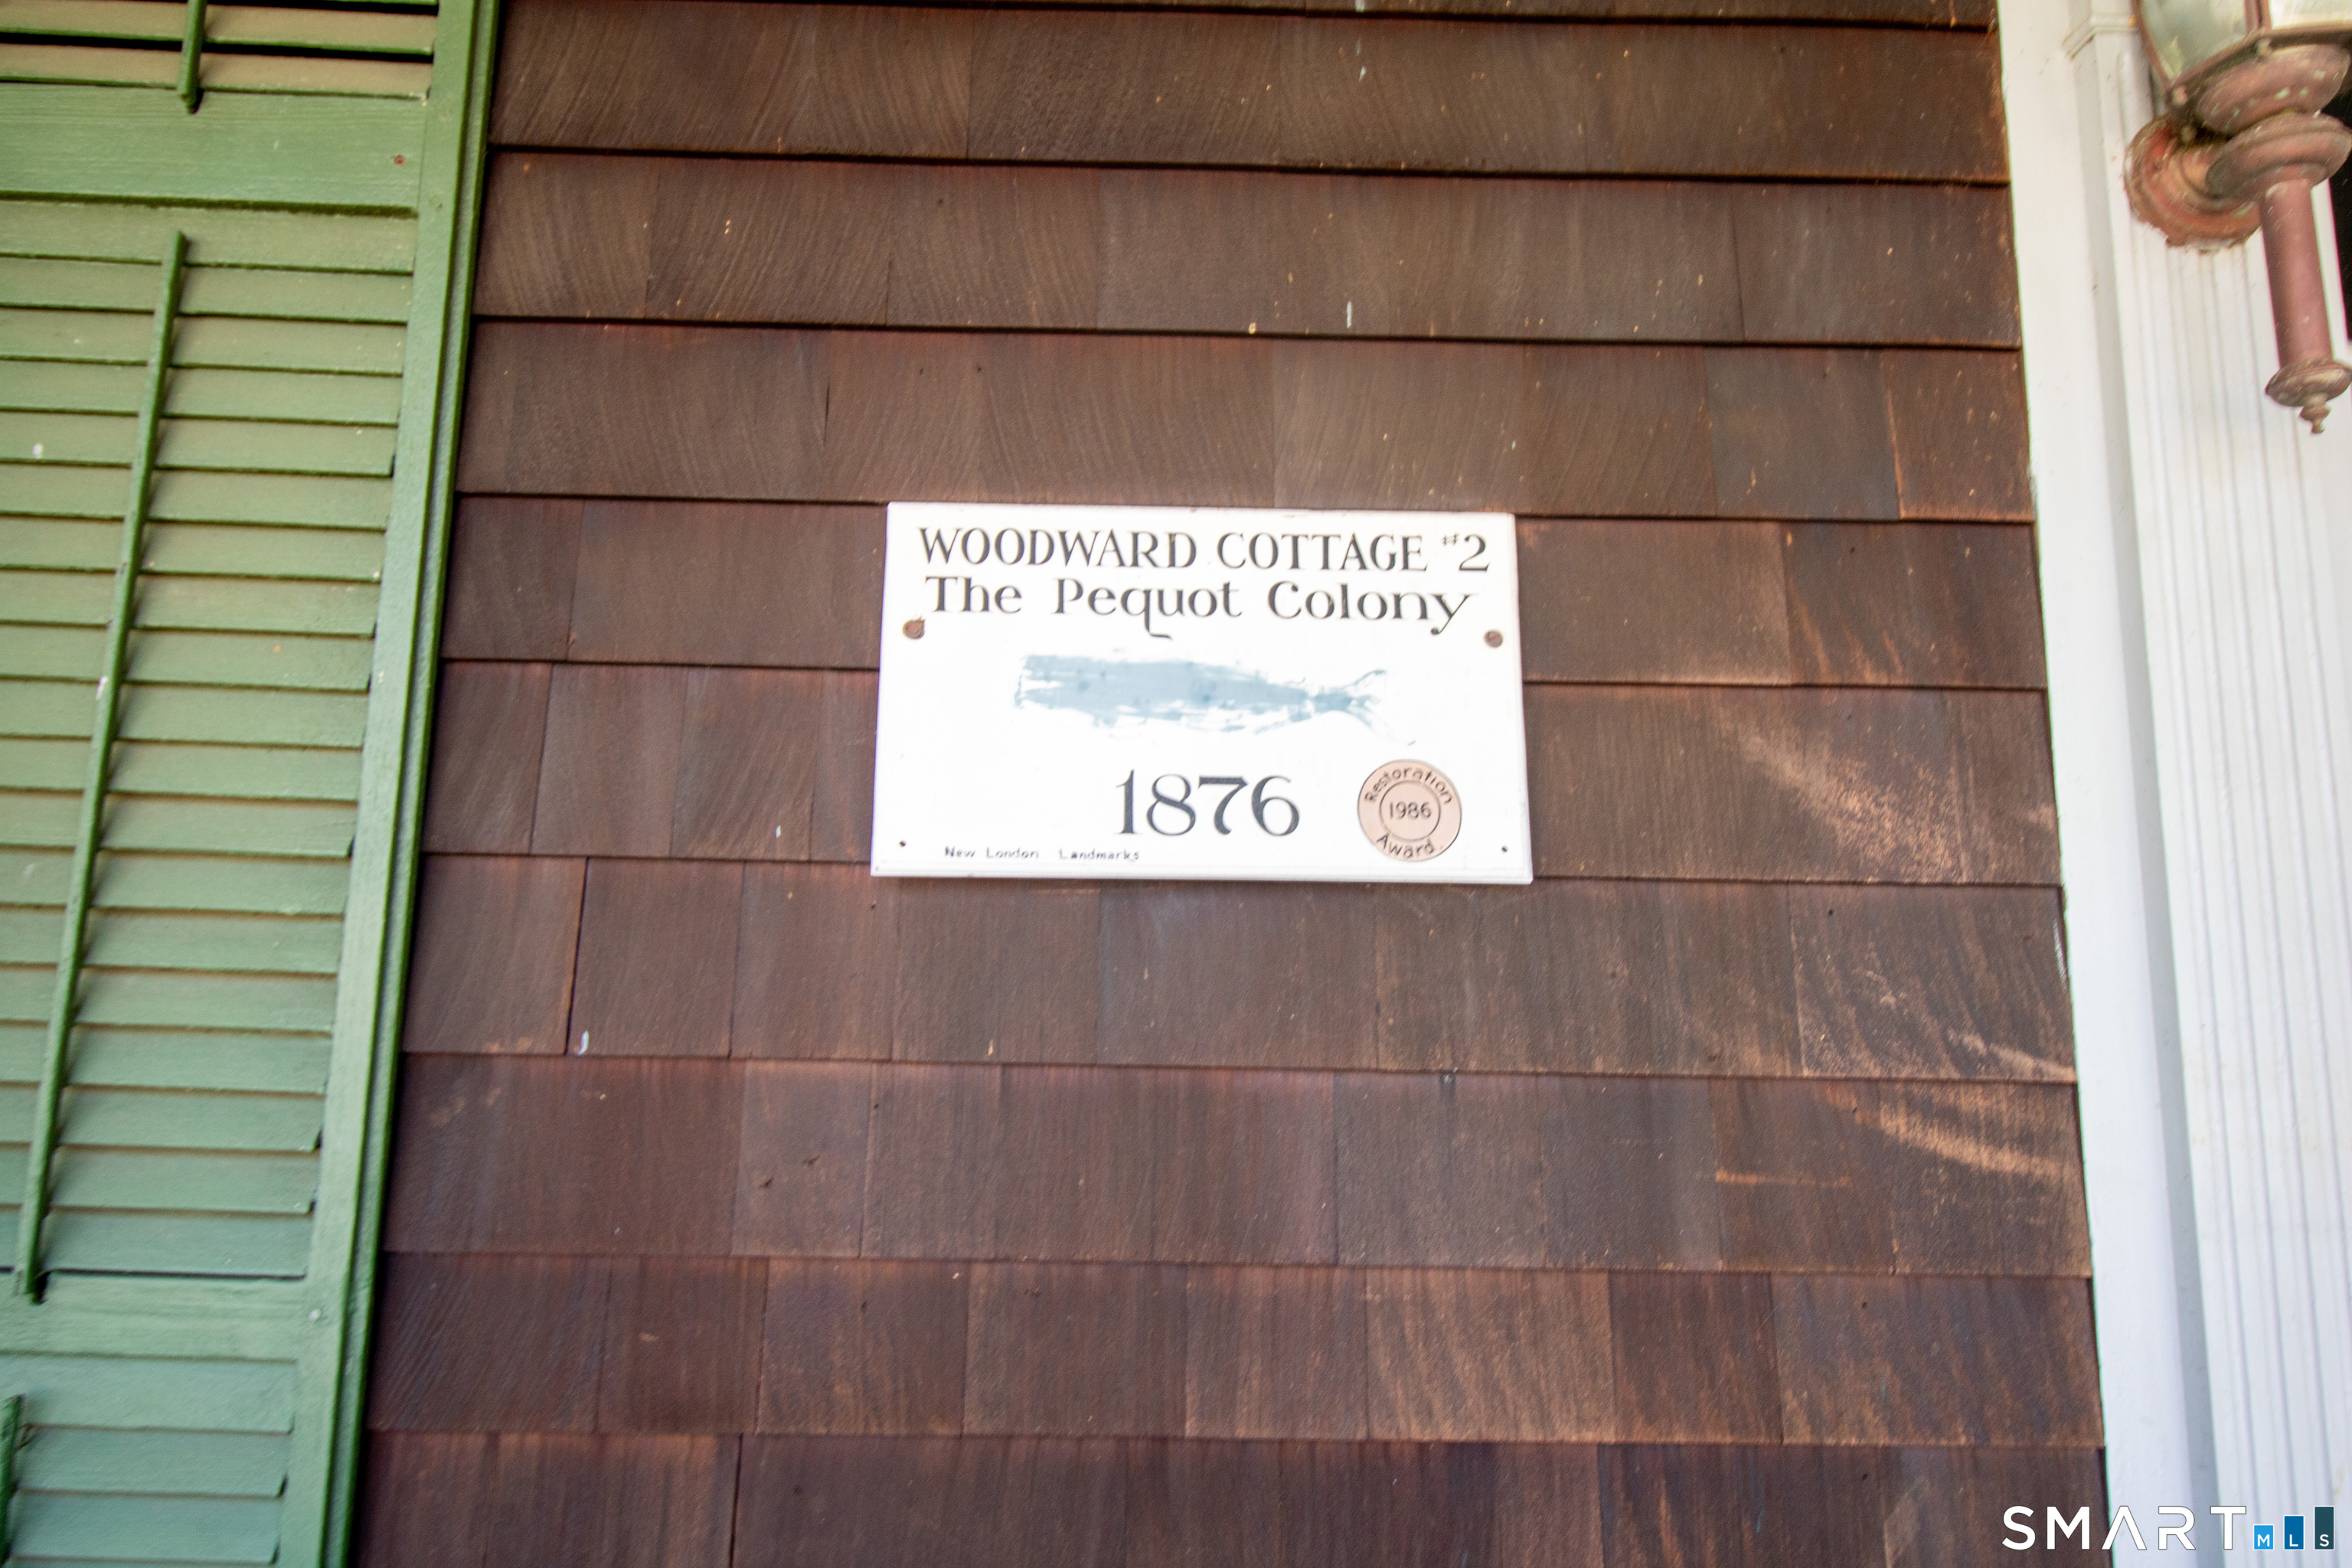 WOODWARD COTTAGE #2
The Pequot Colony
1876
Restoration
1986
Award
New London Landmarks
SMART MLS